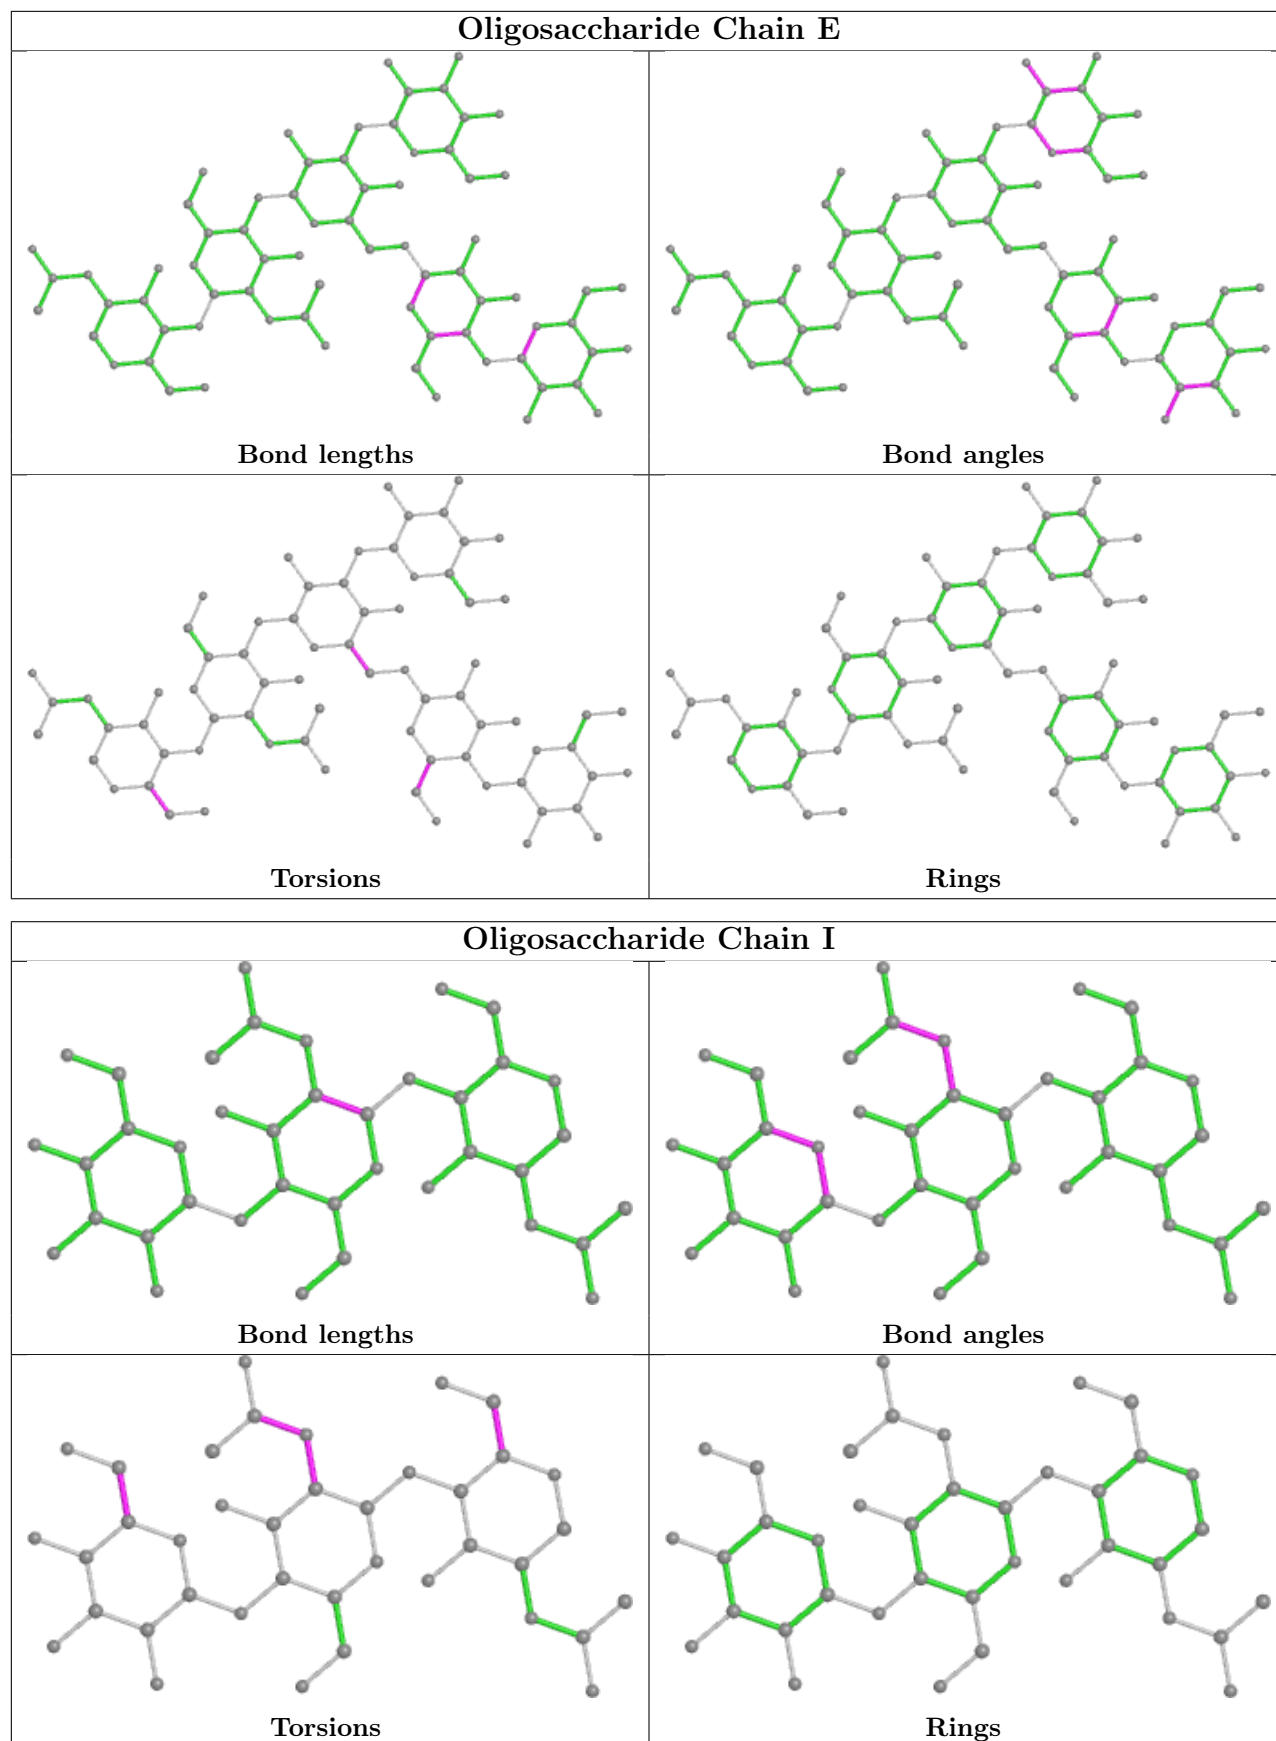 Oligosaccharide Chain E
Bond lengths
Bond angles
Torsions
Rings
Oligosaccharide Chain I
Bond lengths
Bond angles
Torsions
Rings